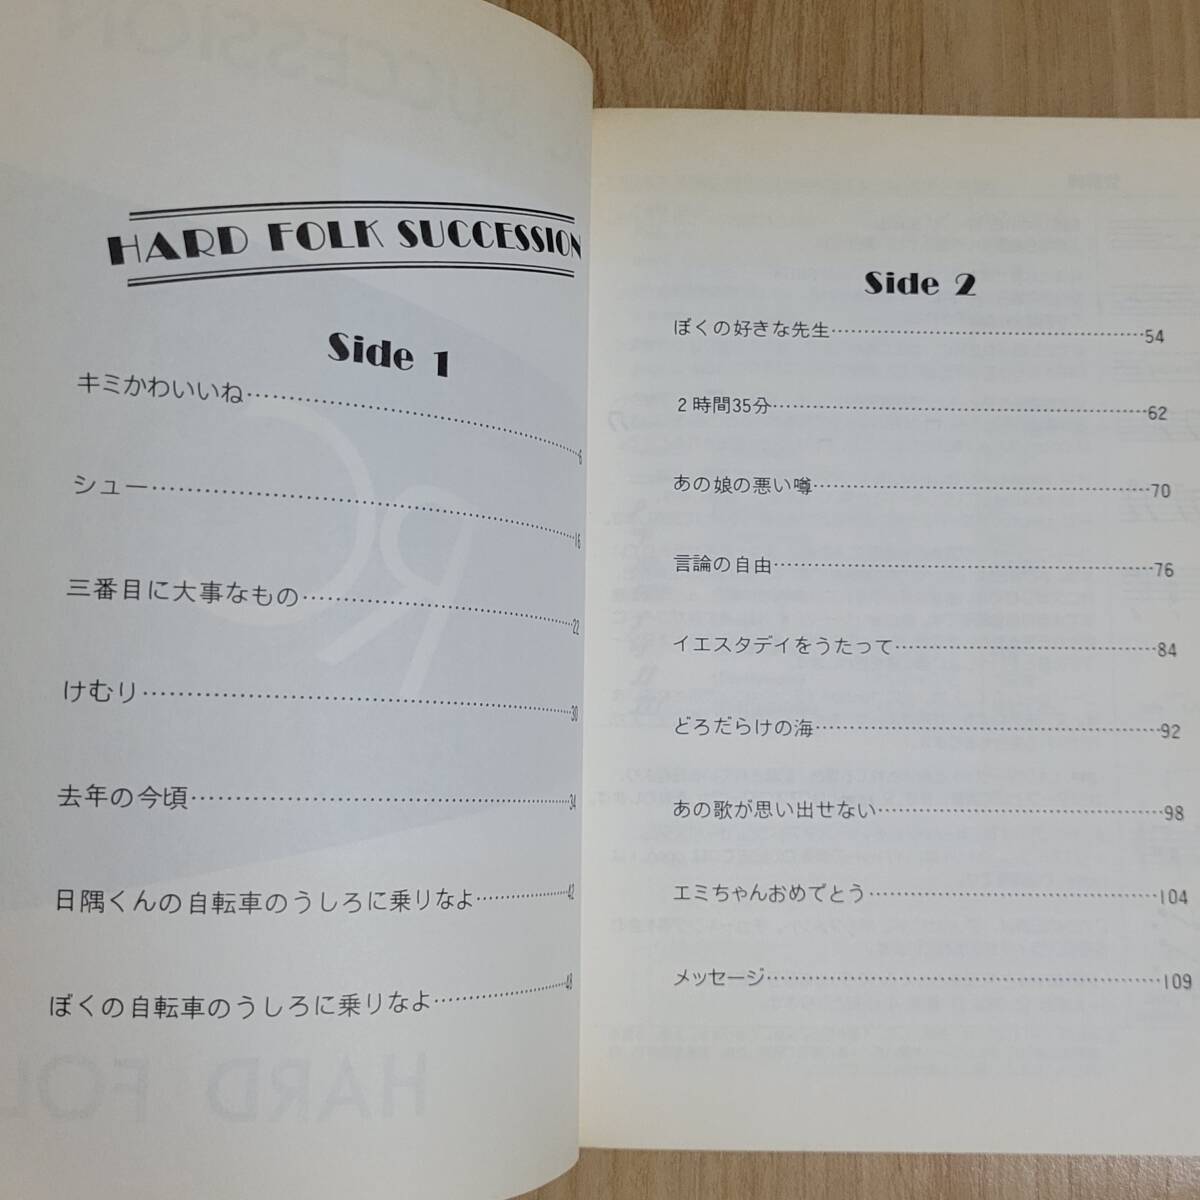 HARD FOLK SUCCESSION
Side 1
キミかわいいね……………………6
シュー……………………16
三番目に大事なもの……………………22
けむり……………………30
去年の今頃……………………34
日隅くんの自転車のうしろに乗りなよ…………42
ぼくの自転車のうしろに乗りなよ……………48
Side 2
ぼくの好きな先生……………………54
2時間35分……………………62
あの娘の悪い噂……………………70
言論の自由……………………76
イエスタデイをうたって……………………84
どろだらけの海……………………92
あの歌が思い出せない……………………98
エミちゃんおめでとう……………………104
メッセージ……………………109